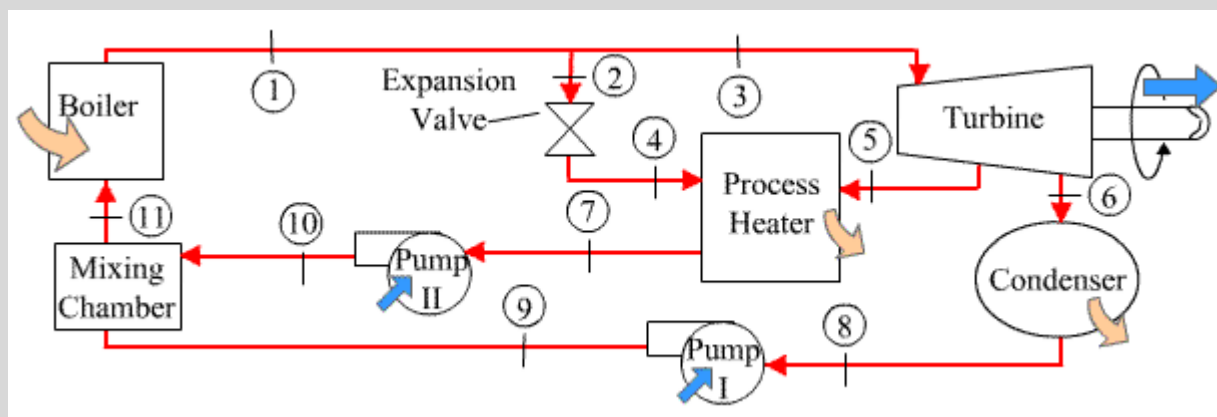 Boiler
1
Expansion
Valve
2
3
Turbine
4
Process
Heater
5
6
11
10
7
Condenser
Mixing
Chamber
Pump
II
9
Pump
I
8